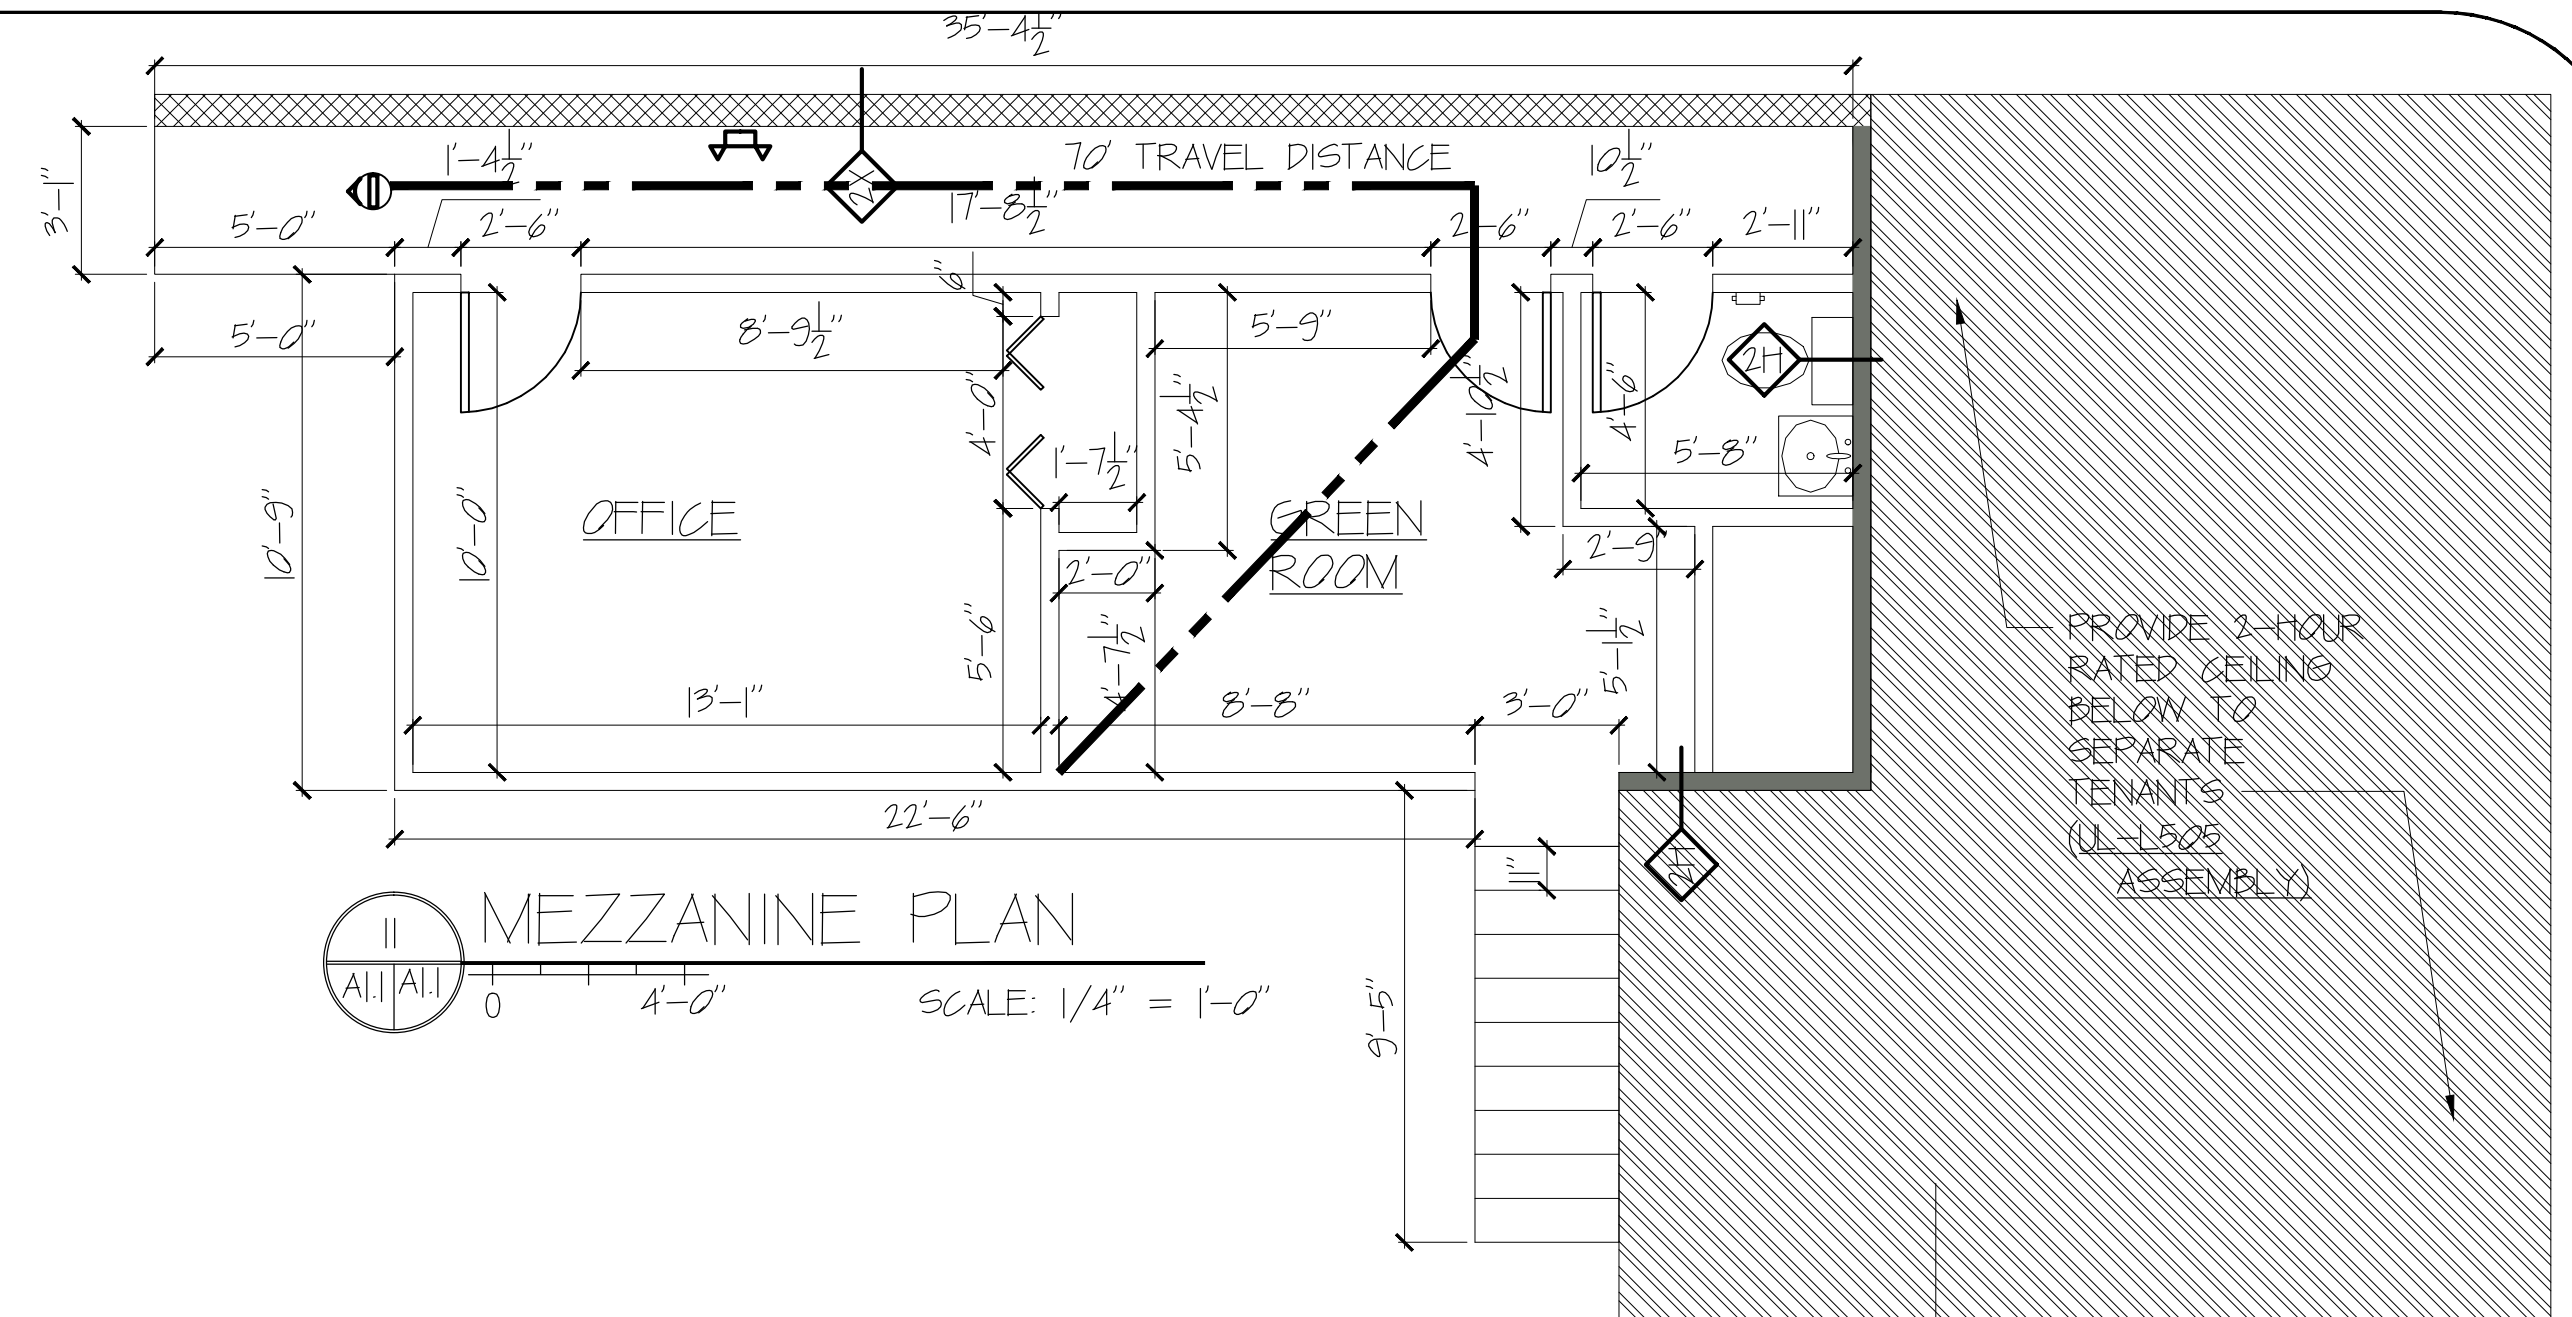 35'-4 1/2"
1'-4 1/2"
70' TRAVEL DISTANCE
10 1/2"
2X
3'-1"
5'-0"
2'-6"
17'-8 1/2"
2'-6"
2'-6"
2'-11"
6"
5'-0"
8'-9 1/2"
5'-9"
2H
4'-0"
5'-4 1/2"
4'-10 1/2"
4'-6"
1'-7 1/2"
5'-8"
10'-9"
10'-0"
OFFICE
GREEN
ROOM
2'-9"
2'-0"
5'-6"
4'-7 1/2"
5'-1 1/2"
13'-1"
8'-8"
3'-0"
22'-6"
11"
2H
PROVIDE 2-HOUR
RATED CEILING
BELOW TO
SEPARATE
TENANTS
(UL-L505
ASSEMBLY)
11
A1.1 A1.1
MEZZANINE PLAN
0 4'-0"
SCALE: 1/4" = 1'-0"
9'-5"